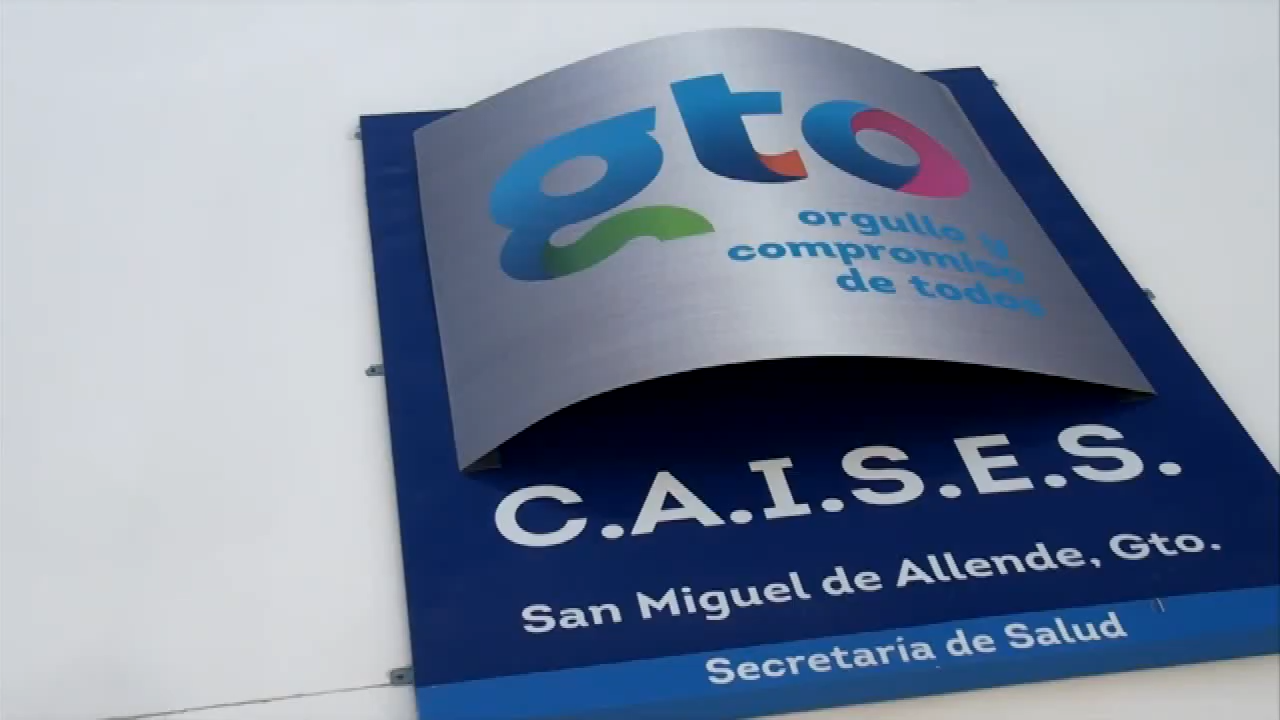 gto
orgullo y
compromiso
de todos
C.A.I.S.E.S.
San Miguel de Allende, Gto.
Secretaría de Salud